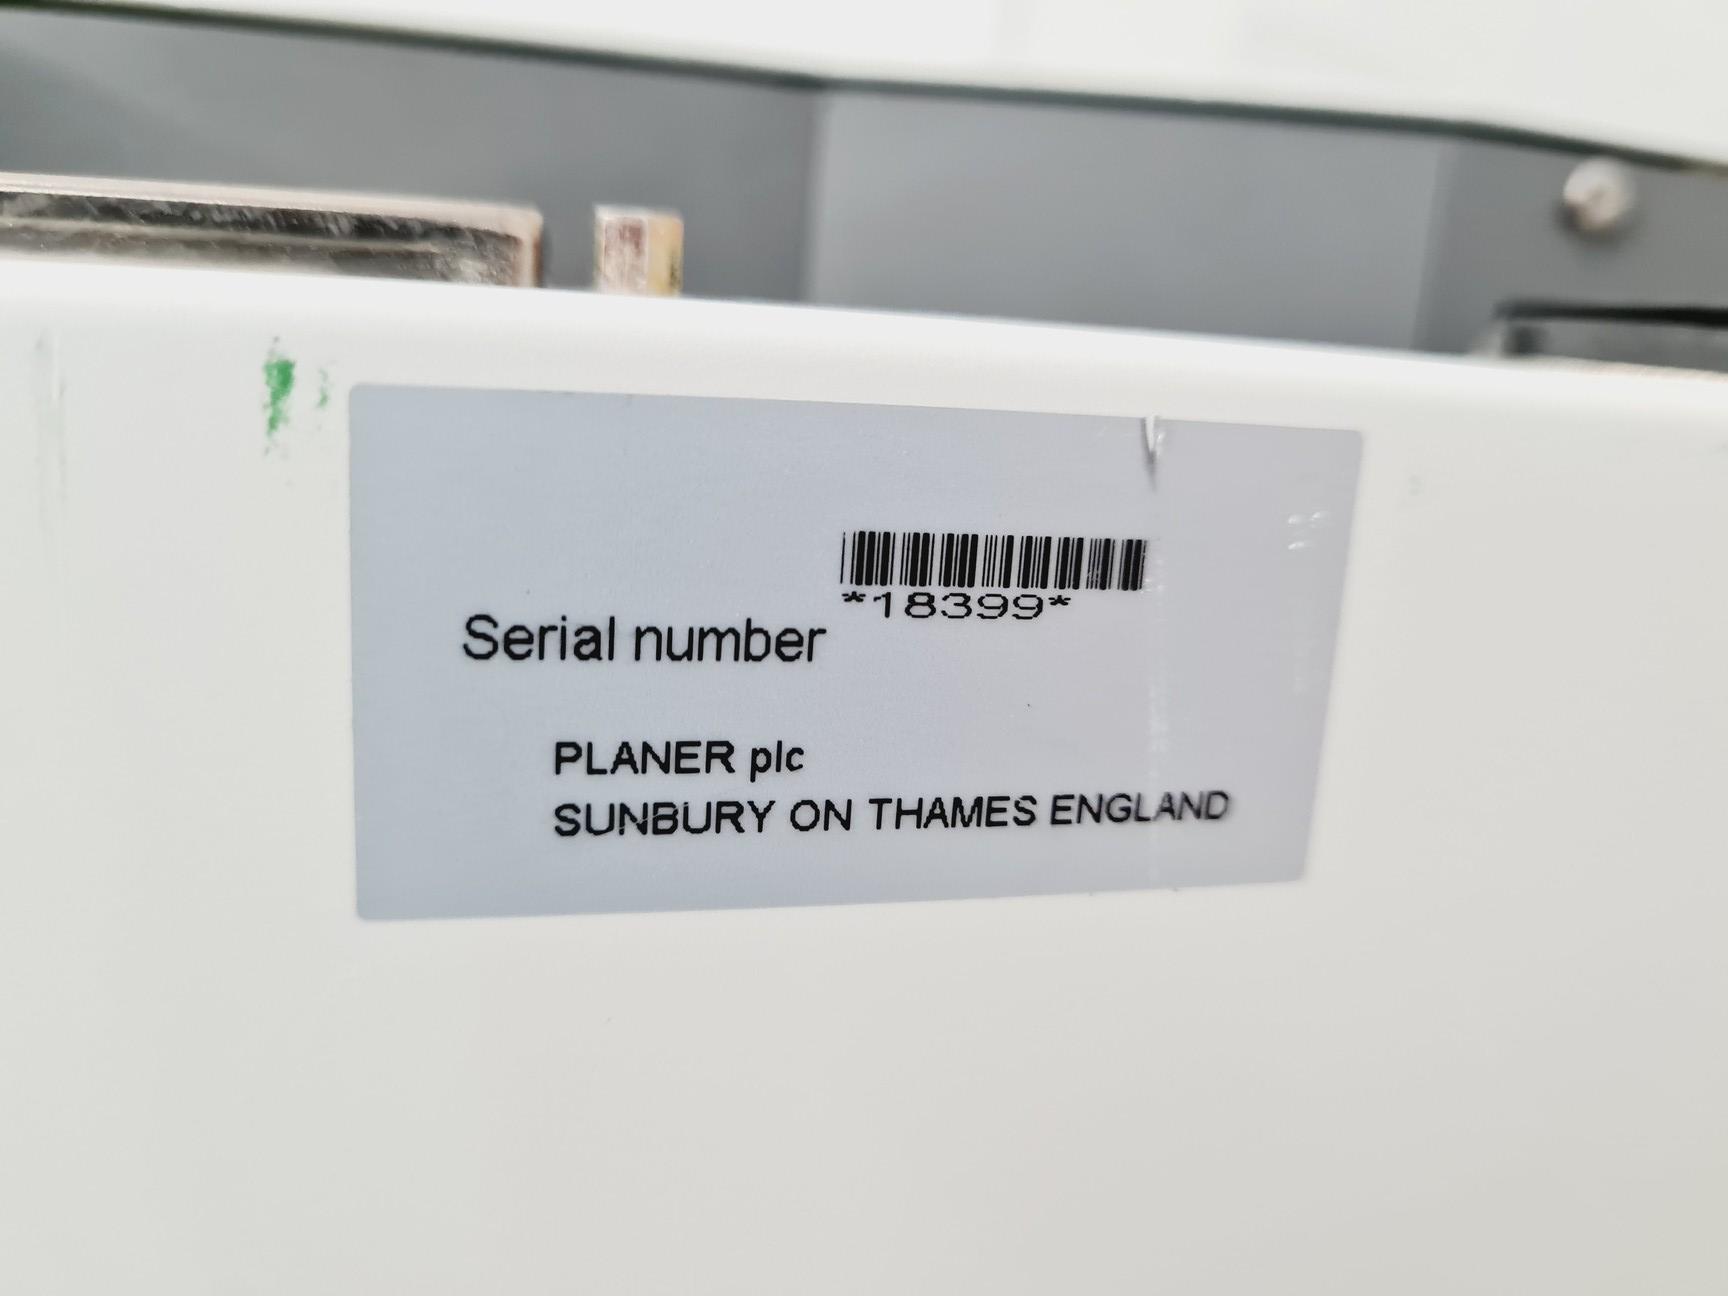 *18399*
Serial number
PLANER plc
SUNBURY ON THAMES ENGLAND